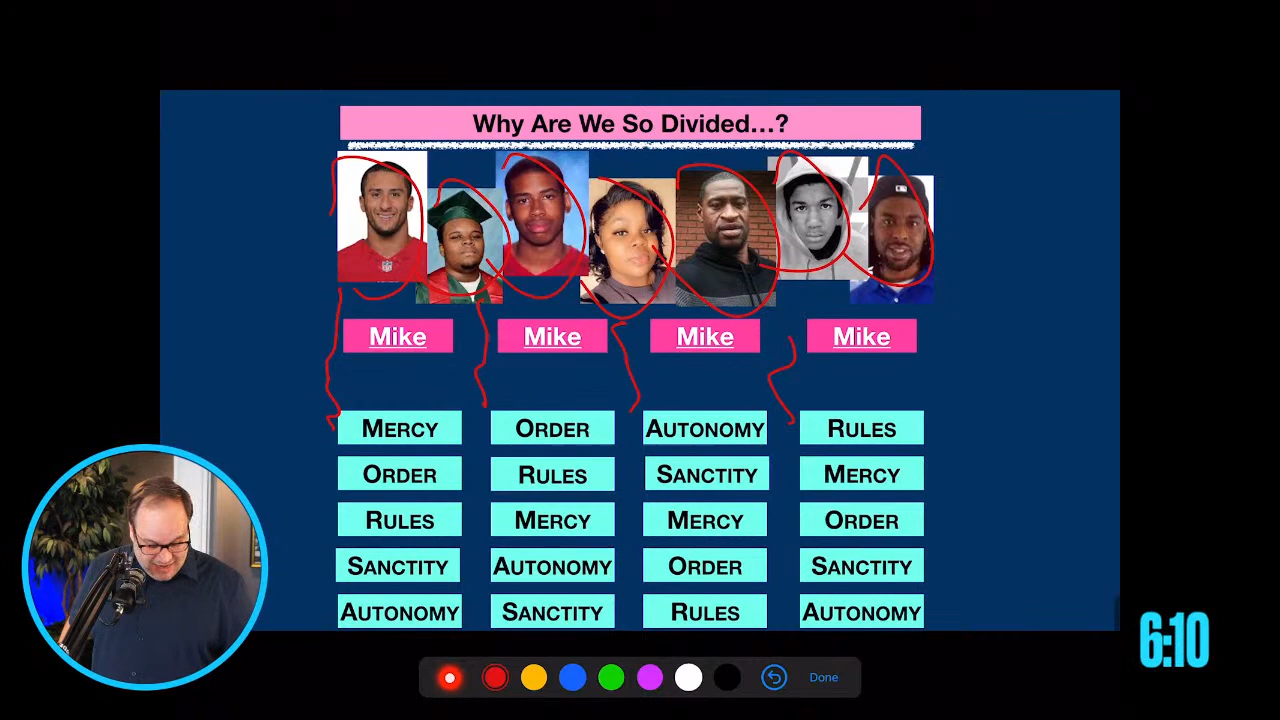 Why Are We So Divided...?
Mike Mike Mike Mike
MERCY ORDER AUTONOMY RULES
ORDER RULES SANCTITY MERCY
RULES MERCY MERCY ORDER
SANCTITY AUTONOMY ORDER SANCTITY
AUTONOMY SANCTITY RULES AUTONOMY
6:10
Done